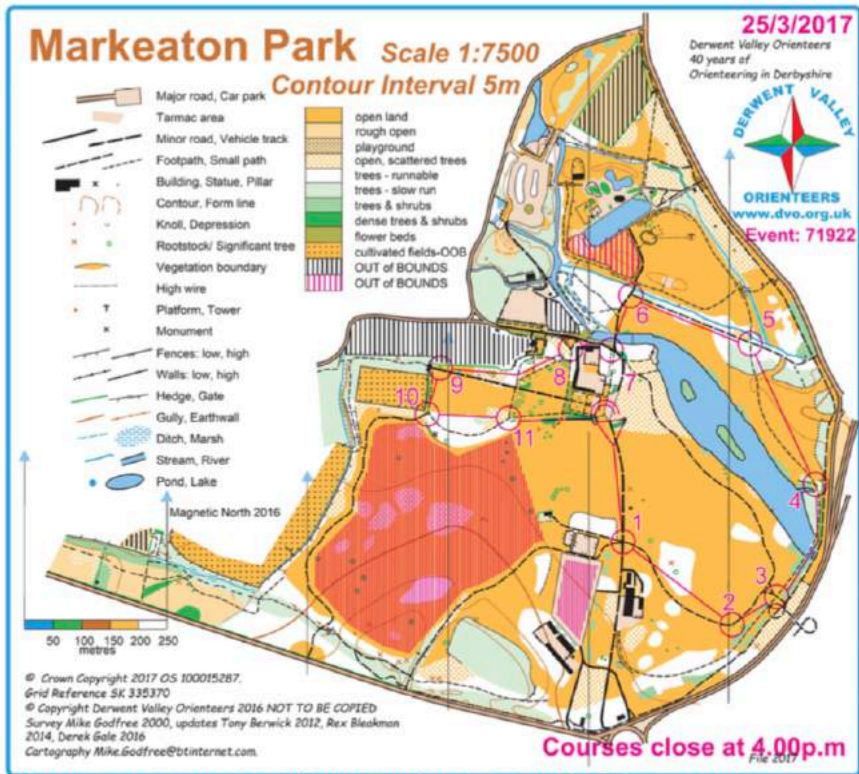 Markeaton Park Scale 1:7500
Contour Interval 5m
25/3/2017
Derwent Valley Orienteers
40 years of
Orienteering in Derbyshire
DERWENT VALLEY
ORIENTEERS
www.dvo.org.uk
Event: 71922
Major road, Car park
Tarmac area
Minor road, Vehicle track
Footpath, Small path
Building, Statue, Pillar
Contour, Form line
Knoll, Depression
Rootstock/ Significant tree
Vegetation boundary
High wire
Platform, Tower
T
Monument
Fences: low, high
Walls: low, high
Hedge, Gate
Gully, Earthwall
Ditch, Marsh
Stream, River
Pond, Lake
open land
rough open
playground
open, scattered trees
trees - runnable
trees - slow run
trees & shrubs
dense trees & shrubs
flower beds
cultivated fields-OOB
OUT of BOUNDS
OUT of BOUNDS
6
5
7
8
9
10
11
4
1
3
2
Magnetic North 2016
50 100 150 200 250
metres
© Crown Copyright 2017 OS 100015287.
Grid Reference SK 335370
© Copyright Derwent Valley Orienteers 2016 NOT TO BE COPIED
Survey Mike Godfree 2000, updates Tony Berwick 2012, Rex Bleakman
2014, Derek Gale 2016
Cartography Mike.Godfree@btinternet.com.
Courses close at 4.00p.m
File 2017